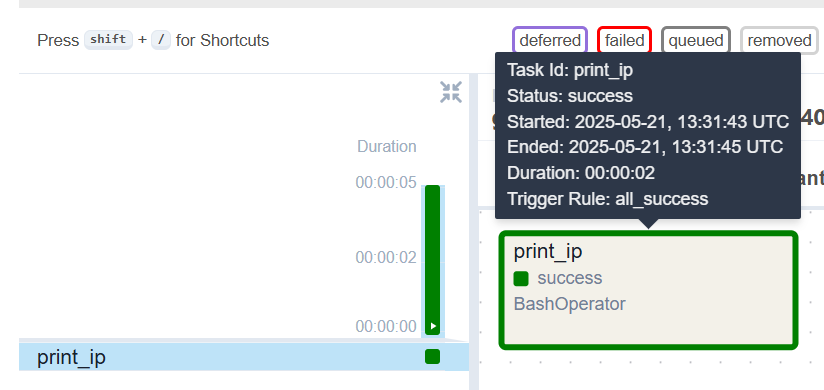 Press shift + / for Shortcuts
deferred failed queued removed
Task Id: print_ip
Status: success
Started: 2025-05-21, 13:31:43 UTC
Ended: 2025-05-21, 13:31:45 UTC
Duration: 00:00:02
Trigger Rule: all_success
Duration
00:00:05
00:00:02
00:00:00
print_ip
print_ip
success
BashOperator